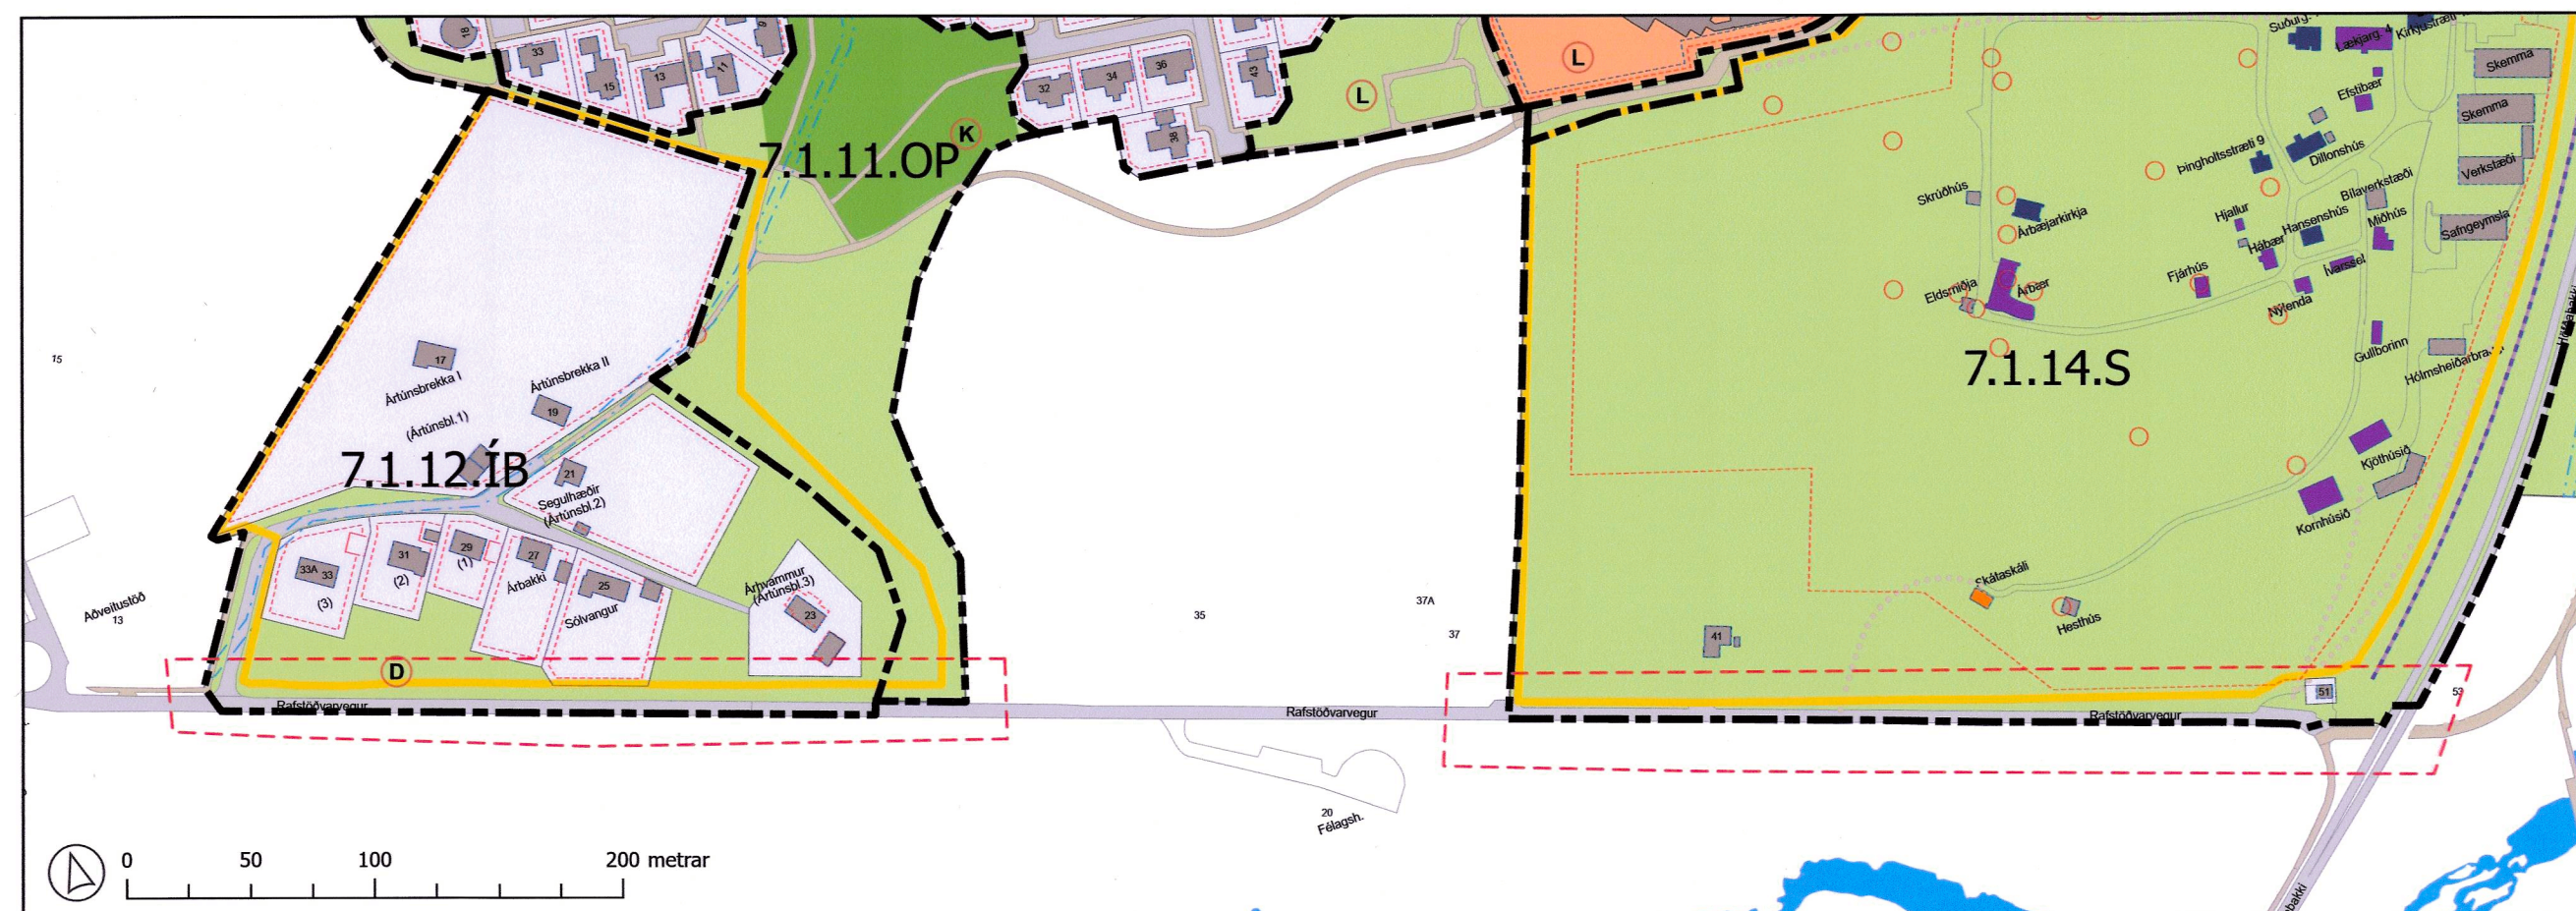 18
33
15
13
11
9
32
34
36
38
43
L
L
K
7.1.11.OP
Suðurg.
Lækjarg. 4
Skemma
Efstibær
Skemma
Þingholtsstræti 9
Dillonshús
Verkstæði
Bílaverkstæði
Skrúðhús
Hjallur
Hansenshús
Miðhús
Árbæjarkirkja
Hábær
Safngeymsla
Fjárhús
Ívarssel
Eldsmiðja
Árbær
Nýlenda
Gullborinn
7.1.14.S
15
17
Ártúnsbrekka I
Ártúnsbrekka II
19
(Ártúnsbl.1)
7.1.12.ÍB
21
Segulhæðir
(Ártúnsbl.2)
Kjöthúsið
Kornhúsið
33A 33
(3)
31
(2)
29
(1)
27
Árbakki
25
Sólvangur
Árhvammur
(Ártúnsbl.3)
23
Aðveitustöð
13
35
37A
37
41
Skátaskáli
Hesthús
D
51
53
Rafstöðvarvegur
Rafstöðvarvegur
Rafstöðvarvegur
20
Félagsh.
0 50 100 200 metrar